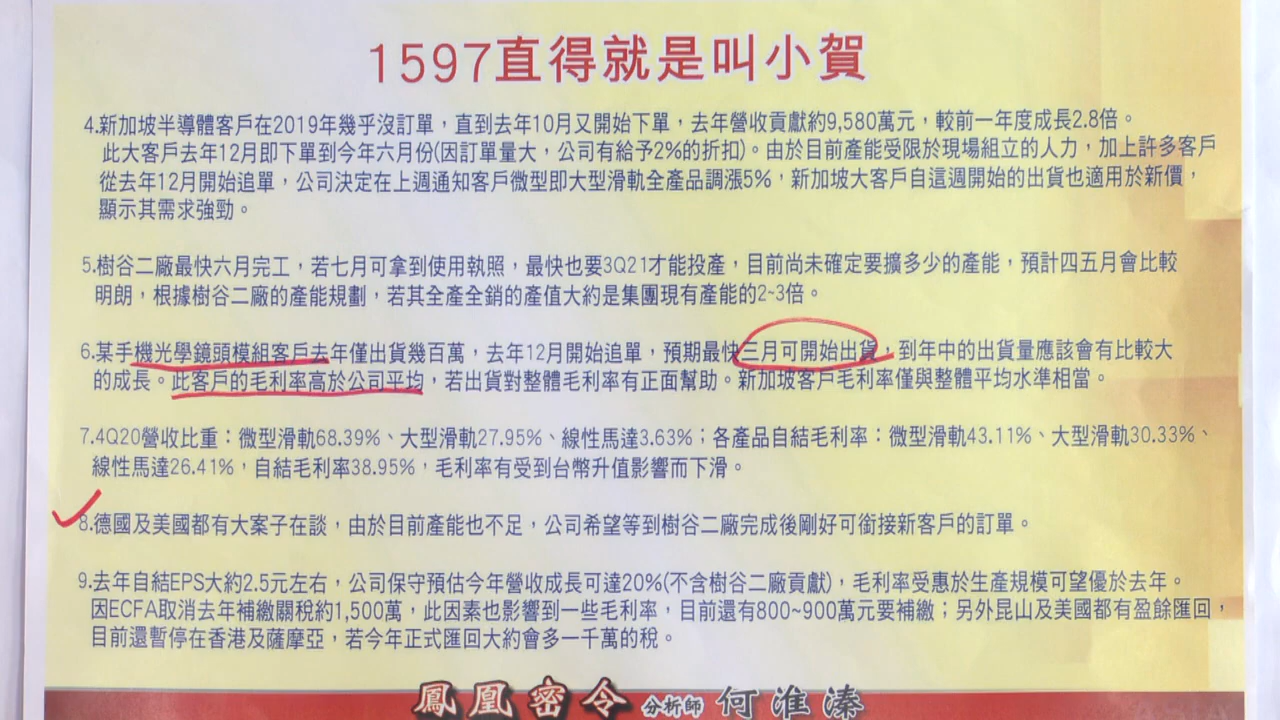 1597直得就是叫小賀
4.新加坡半導體客戶在2019年幾乎沒訂單，直到去年10月又開始下單，去年營收貢獻約9,580萬元，較前一年度成長2.8倍。
此大客戶去年12月即下單到今年六月份(因訂單量大，公司有給予2%的折扣)。由於目前產能受限於現場組立的人力，加上許多客戶
從去年12月開始追單，公司決定在上週通知客戶微型即大型滑軌全產品調漲5%，新加坡大客戶自這週開始的出貨也適用於新價，
顯示其需求強勁。
5.樹谷二廠最快六月完工，若七月可拿到使用執照，最快也要3Q21才能投產，目前尚未確定要擴多少的產能，預計四五月會比較
明朗，根據樹谷二廠的產能規劃，若其全產全銷的產值大約是集團現有產能的2~3倍。
6.某手機光學鏡頭模組客戶去年僅出貨幾百萬，去年12月開始追單，預期最快三月可開始出貨，到年中的出貨量應該會有比較大
的成長。此客戶的毛利率高於公司平均，若出貨對整體毛利率有正面幫助。新加坡客戶毛利率僅與整體平均水準相當。
7.4Q20營收比重：微型滑軌68.39%、大型滑軌27.95%、線性馬達3.63%；各產品自結毛利率：微型滑軌43.11%、大型滑軌30.33%、
線性馬達26.41%，自結毛利率38.95%，毛利率有受到台幣升值影響而下滑。
8.德國及美國都有大案子在談，由於目前產能也不足，公司希望等到樹谷二廠完成後剛好可銜接新客戶的訂單。
9.去年自結EPS大約2.5元左右，公司保守預估今年營收成長可達20%(不含樹谷二廠貢獻)，毛利率受惠於生產規模可望優於去年。
因ECFA取消去年補繳關稅約1,500萬，此因素也影響到一些毛利率，目前還有800~900萬元要補繳；另外昆山及美國都有盈餘匯回，
目前還暫停在香港及薩摩亞，若今年正式匯回大約會多一千萬的稅。
鳳凰密令 分析師 何淮溱